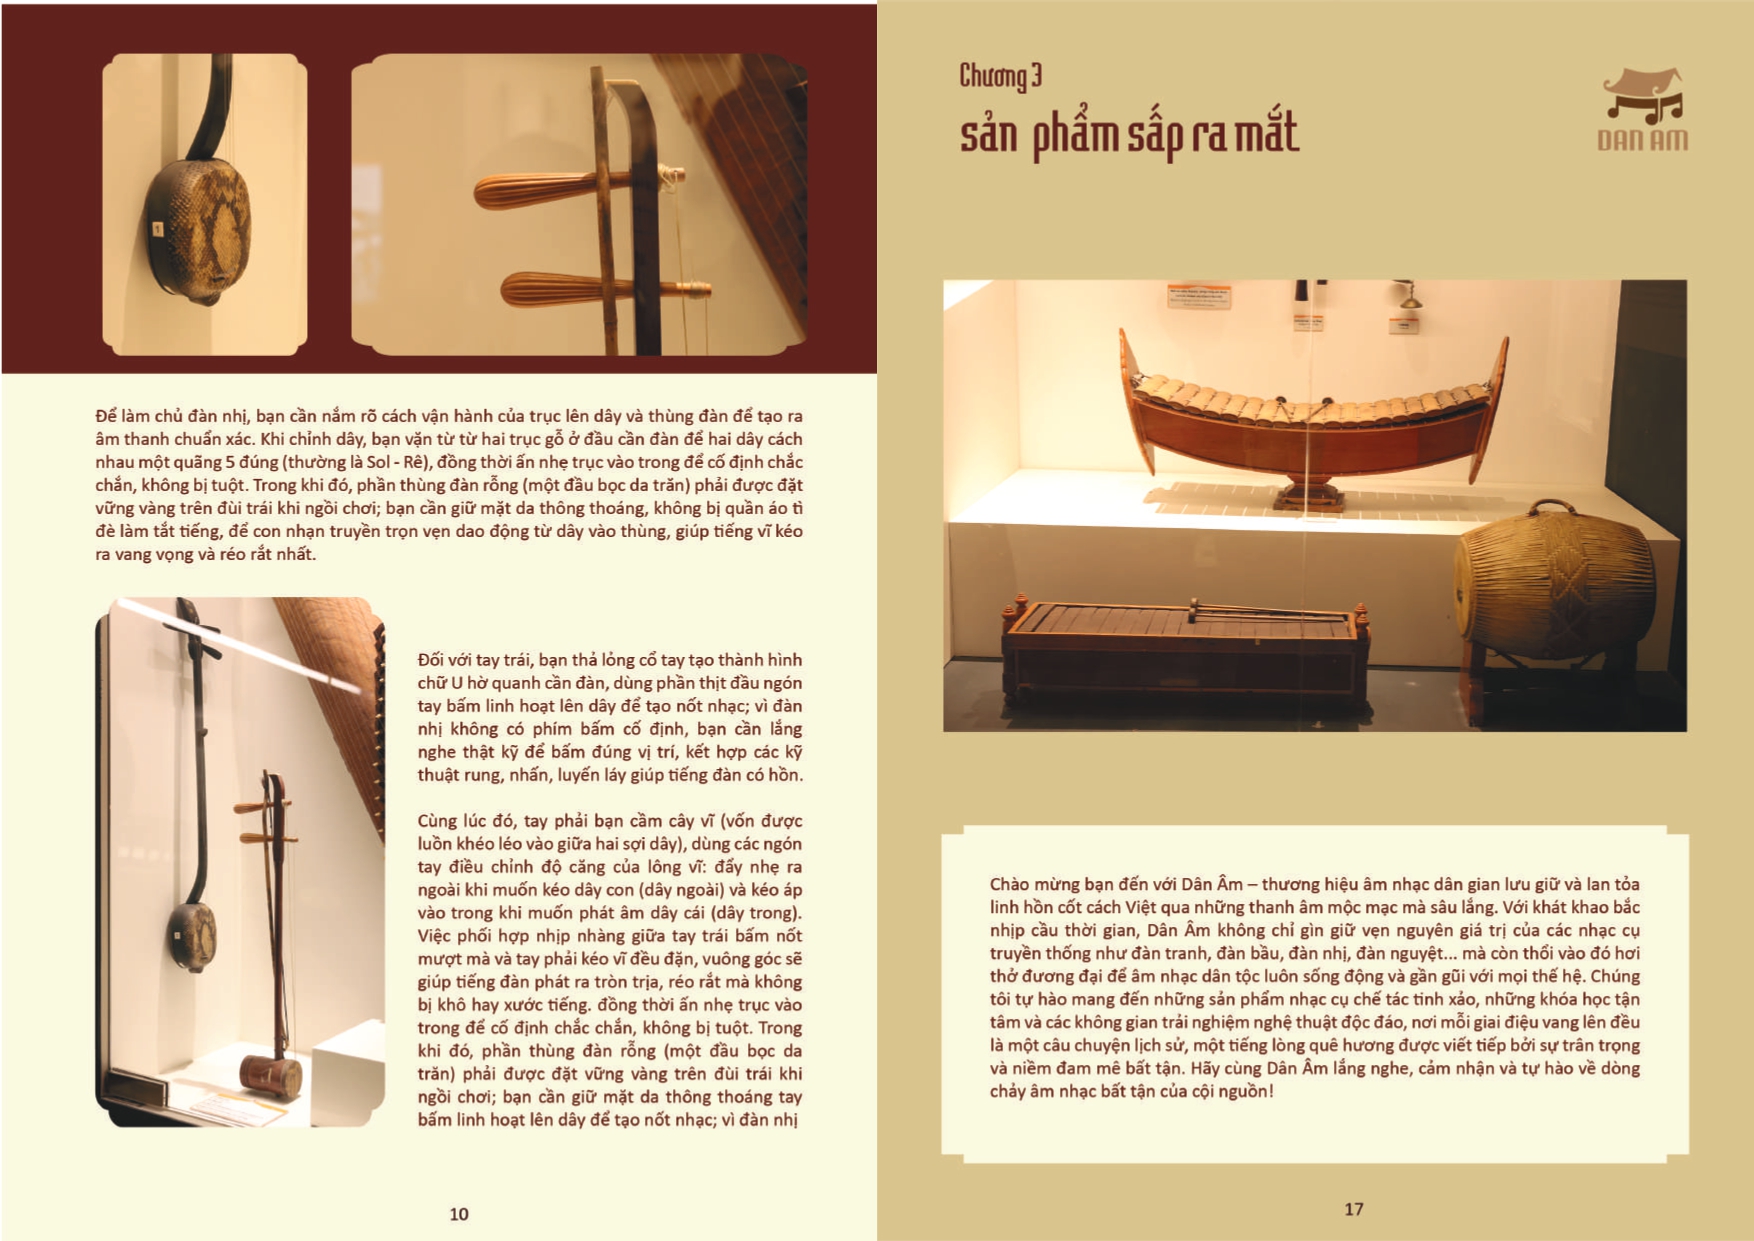 Để làm chủ đàn nhị, bạn cần nắm rõ cách vận hành của trục lên dây và thùng đàn để tạo ra
âm thanh chuẩn xác. Khi chỉnh dây, bạn vặn từ từ hai trục gỗ ở đầu cần đàn để hai dây cách
nhau một quãng 5 đúng (thường là Sol - Rê), đồng thời ấn nhẹ trục vào trong để cố định chắc
chắn, không bị tuột. Trong khi đó, phần thùng đàn rỗng (một đầu bọc da trăn) phải được đặt
vững vàng trên đùi trái khi ngồi chơi; bạn cần giữ mặt da thông thoáng, không bị quần áo tì
đè làm tắt tiếng, để con nhạn truyền trọn vẹn dao động từ dây vào thùng, giúp tiếng vĩ kéo
ra vang vọng và réo rắt nhất.
Đối với tay trái, bạn thả lỏng cổ tay tạo thành hình
chữ U hờ quanh cần đàn, dùng phần thịt đầu ngón
tay bấm linh hoạt lên dây để tạo nốt nhạc; vì đàn
nhị không có phím bấm cố định, bạn cần lắng
nghe thật kỹ để bấm đúng vị trí, kết hợp các kỹ
thuật rung, nhấn, luyến láy giúp tiếng đàn có hồn.
Cùng lúc đó, tay phải bạn cầm cây vĩ (vốn được
luồn khéo léo vào giữa hai sợi dây), dùng các ngón
tay điều chỉnh độ căng của lông vĩ: đẩy nhẹ ra
ngoài khi muốn kéo dây con (dây ngoài) và kéo áp
vào trong khi muốn phát âm dây cái (dây trong).
Việc phối hợp nhịp nhàng giữa tay trái bấm nốt
mượt mà và tay phải kéo vĩ đều đặn, vuông góc sẽ
giúp tiếng đàn phát ra tròn trịa, réo rắt mà không
bị khô hay xước tiếng. đồng thời ấn nhẹ trục vào
trong để cố định chắc chắn, không bị tuột. Trong
khi đó, phần thùng đàn rỗng (một đầu bọc da
trăn) phải được đặt vững vàng trên đùi trái khi
ngồi chơi; bạn cần giữ mặt da thông thoáng tay
bấm linh hoạt lên dây để tạo nốt nhạc; vì đàn nhị
10
Chương 3
sản phẩm sắp ra mắt
DAN AM
Chào mừng bạn đến với Dân Âm – thương hiệu âm nhạc dân gian lưu giữ và lan tỏa
linh hồn cốt cách Việt qua những thanh âm mộc mạc mà sâu lắng. Với khát khao bắc
nhịp cầu thời gian, Dân Âm không chỉ gìn giữ vẹn nguyên giá trị của các nhạc cụ
truyền thống như đàn tranh, đàn bầu, đàn nhị, đàn nguyệt... mà còn thổi vào đó hơi
thở đương đại để âm nhạc dân tộc luôn sống động và gần gũi với mọi thế hệ. Chúng
tôi tự hào mang đến những sản phẩm nhạc cụ chế tác tinh xảo, những khóa học tận
tâm và các không gian trải nghiệm nghệ thuật độc đáo, nơi mỗi giai điệu vang lên đều
là một câu chuyện lịch sử, một tiếng lòng quê hương được viết tiếp bởi sự trân trọng
và niềm đam mê bất tận. Hãy cùng Dân Âm lắng nghe, cảm nhận và tự hào về dòng
chảy âm nhạc bất tận của cội nguồn!
17